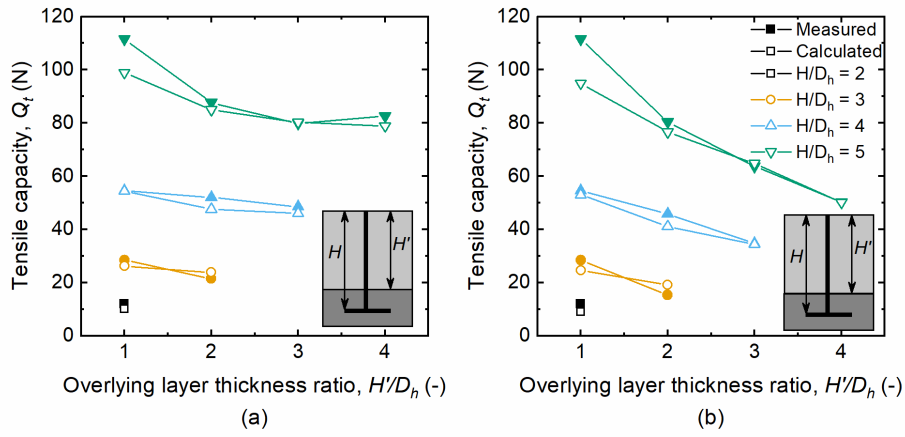 120
100
80
60
40
20
0
Tensile capacity, Qt (N)
H
H'
1 2 3 4
Overlying layer thickness ratio, H'/Dh (-)
(a)
120
100
80
60
40
20
0
Tensile capacity, Qt (N)
Measured
Calculated
H/Dh = 2
H/Dh = 3
H/Dh = 4
H/Dh = 5
H
H'
1 2 3 4
Overlying layer thickness ratio, H'/Dh (-)
(b)